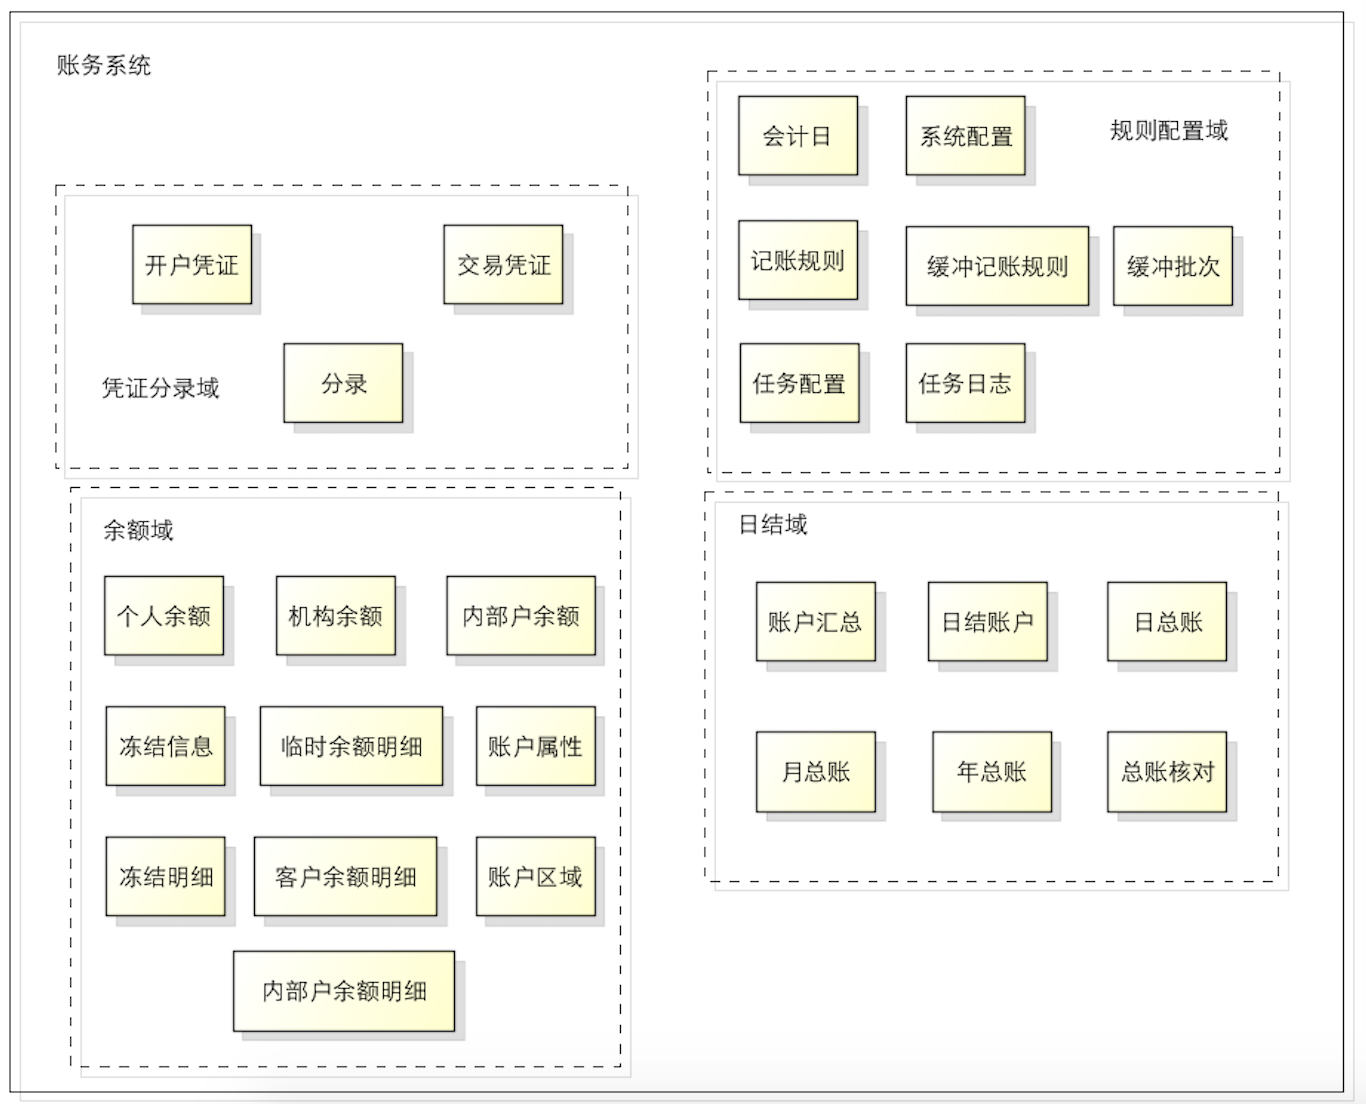 账务系统
开户凭证
交易凭证
凭证分录域
分录
规则配置域
会计日
系统配置
记账规则
缓冲记账规则
缓冲批次
任务配置
任务日志
余额域
个人余额
机构余额
内部户余额
冻结信息
临时余额明细
账户属性
冻结明细
客户余额明细
账户区域
内部户余额明细
日结域
账户汇总
日结账户
日总账
月总账
年总账
总账核对